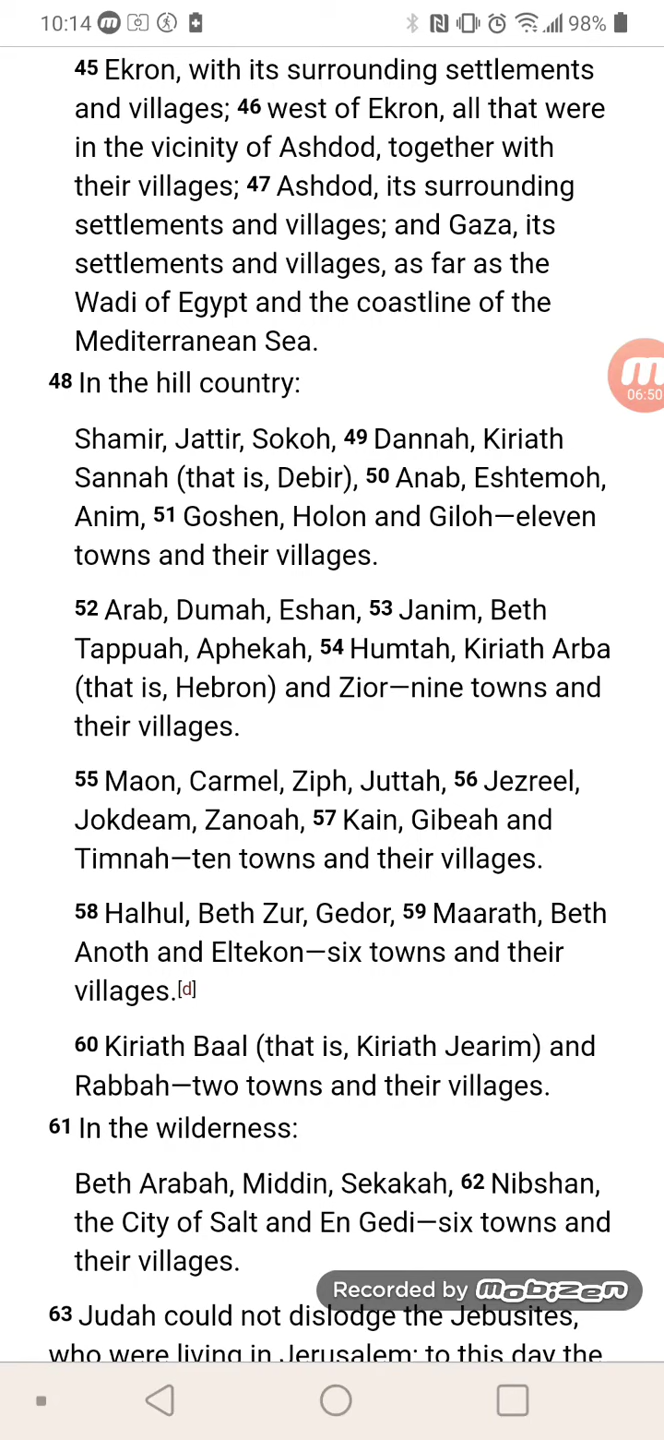 10:14 m 98%
45 Ekron, with its surrounding settlements
and villages; 46 west of Ekron, all that were
in the vicinity of Ashdod, together with
their villages; 47 Ashdod, its surrounding
settlements and villages; and Gaza, its
settlements and villages, as far as the
Wadi of Egypt and the coastline of the
Mediterranean Sea.
m
06:50
48 In the hill country:
Shamir, Jattir, Sokoh, 49 Dannah, Kiriath
Sannah (that is, Debir), 50 Anab, Eshtemoh,
Anim, 51 Goshen, Holon and Giloh—eleven
towns and their villages.
52 Arab, Dumah, Eshan, 53 Janim, Beth
Tappuah, Aphekah, 54 Humtah, Kiriath Arba
(that is, Hebron) and Zior—nine towns and
their villages.
55 Maon, Carmel, Ziph, Juttah, 56 Jezreel,
Jokdeam, Zanoah, 57 Kain, Gibeah and
Timnah—ten towns and their villages.
58 Halhul, Beth Zur, Gedor, 59 Maarath, Beth
Anoth and Eltekon—six towns and their
villages.[d]
60 Kiriath Baal (that is, Kiriath Jearim) and
Rabbah—two towns and their villages.
61 In the wilderness:
Beth Arabah, Middin, Sekakah, 62 Nibshan,
the City of Salt and En Gedi—six towns and
their villages.
Recorded by mobizen
63 Judah could not dislodge the Jebusites,
who were living in Jerusalem; to this day the